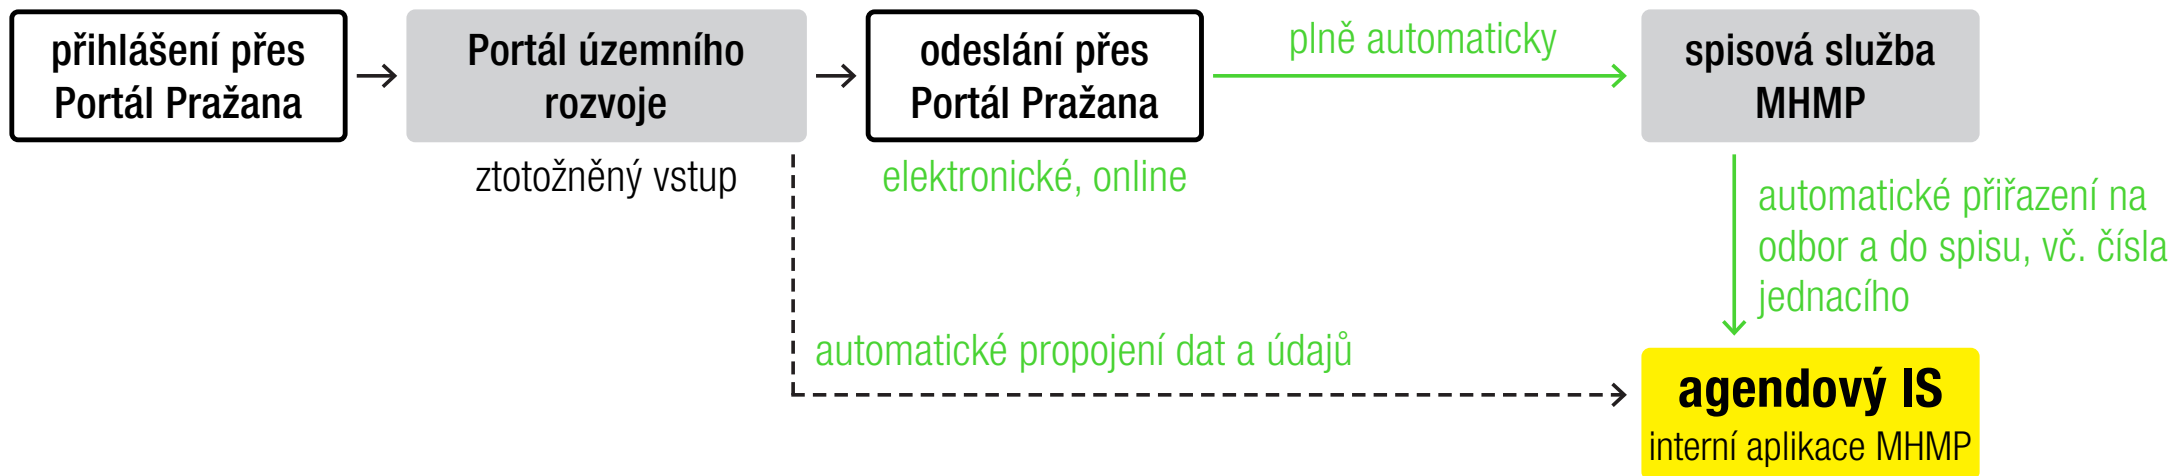 přihlášení přes
Portál Pražana
Portál územního
rozvoje
ztotožněný vstup
odeslání přes
Portál Pražana
elektronické, online
plně automaticky
spisová služba
MHMP
automatické přiřazení na
odbor a do spisu, vč. čísla
jednacího
automatické propojení dat a údajů
agendový IS
interní aplikace MHMP